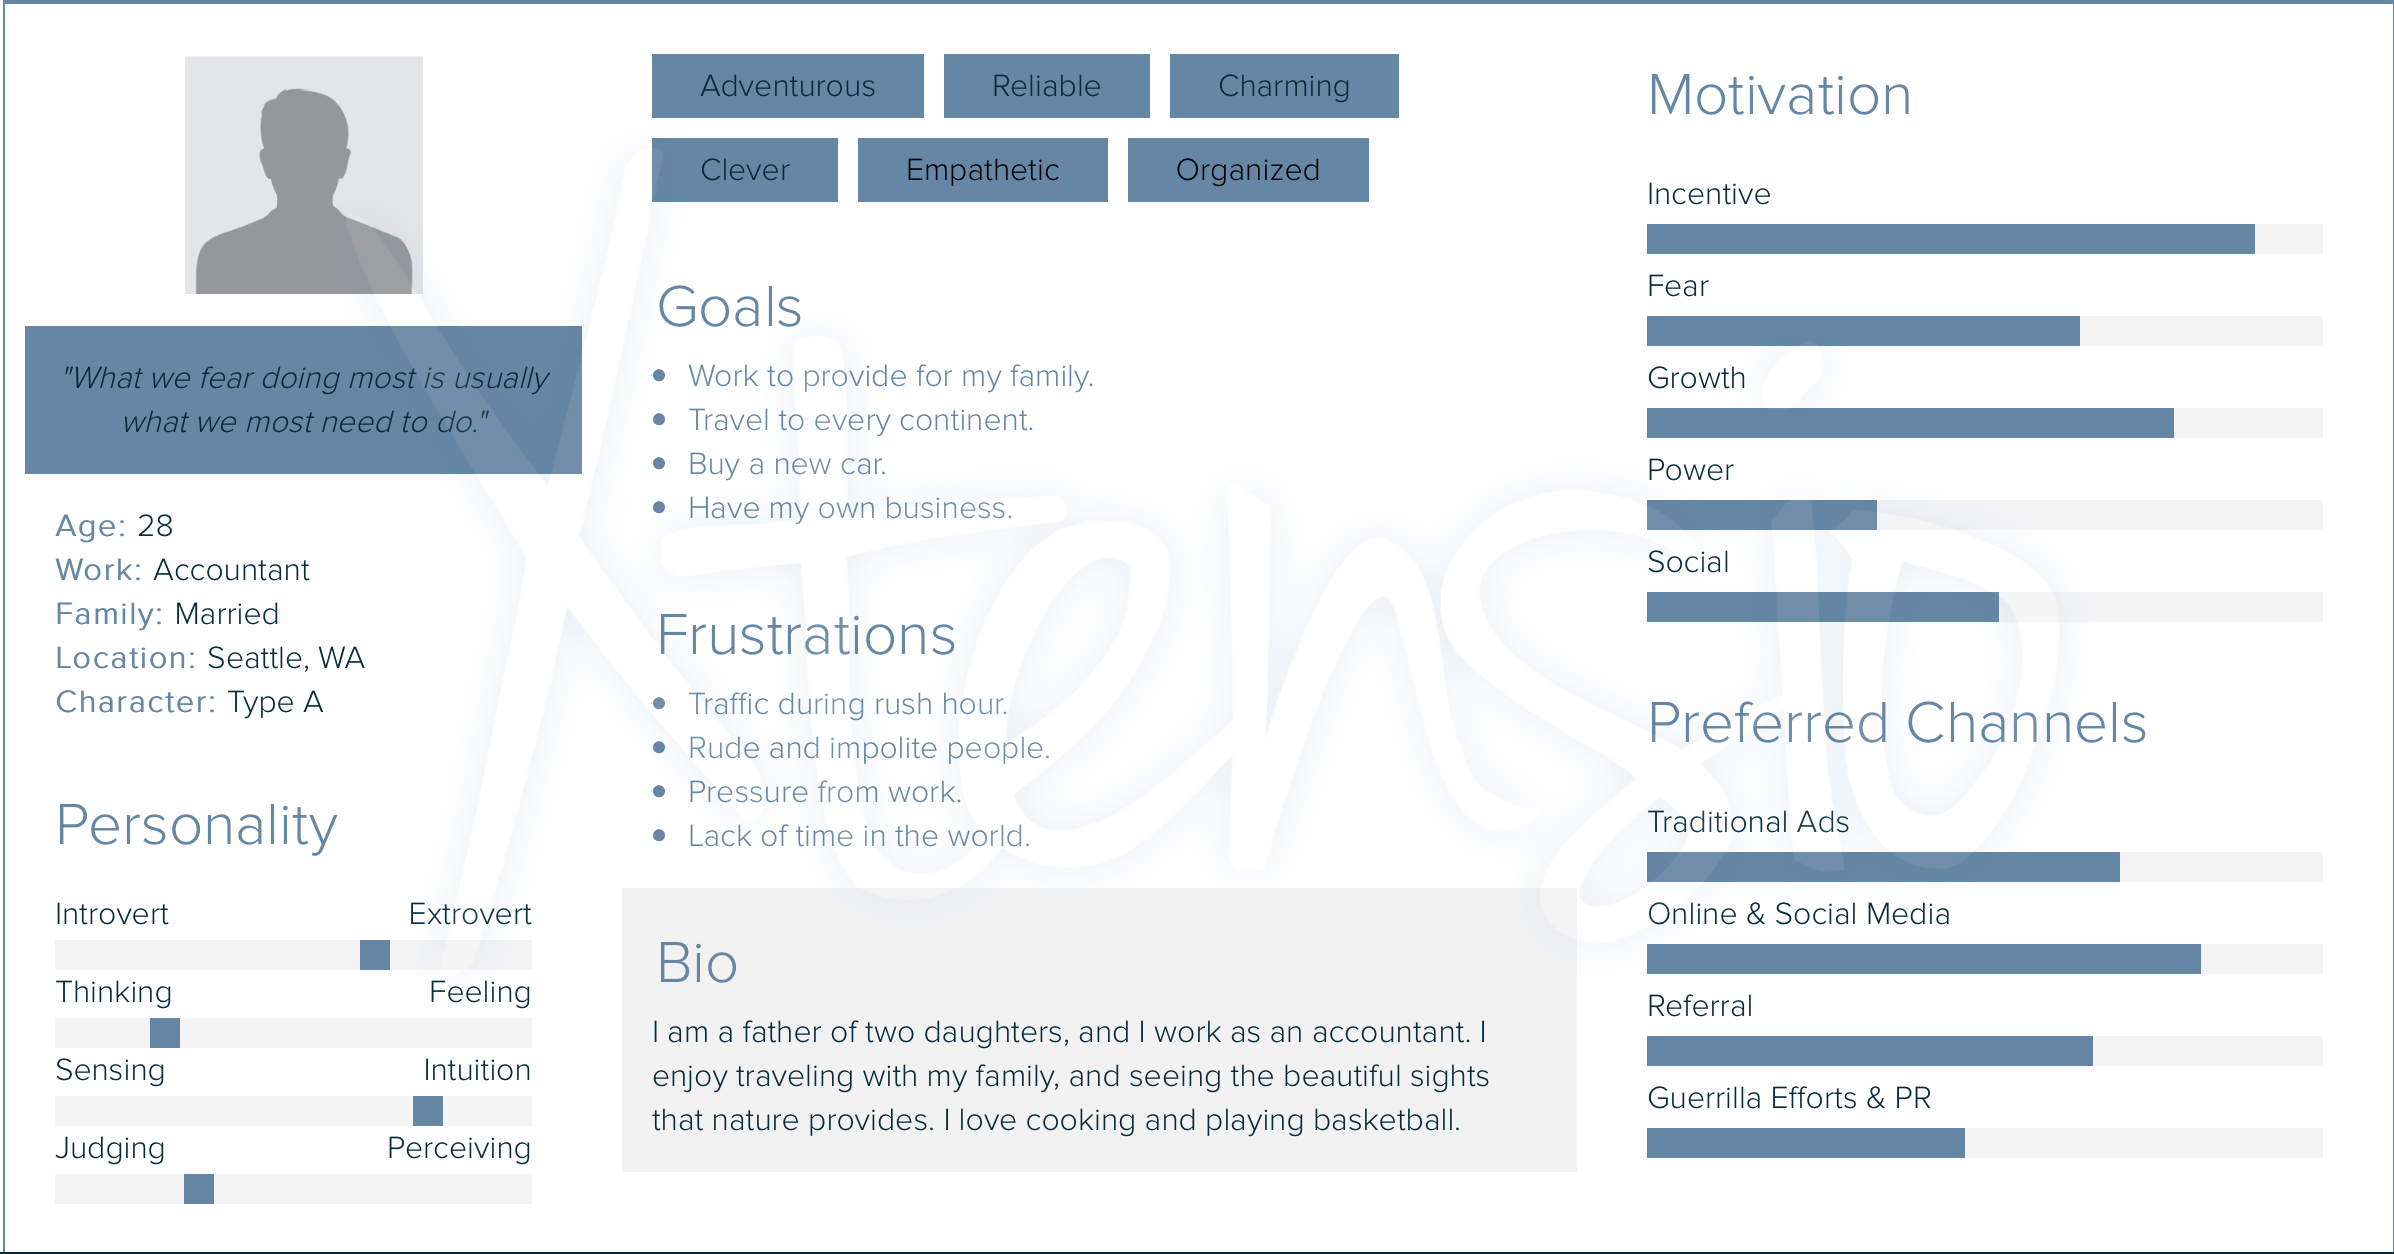 "What we fear doing most is usually
what we most need to do."
Age: 28
Work: Accountant
Family: Married
Location: Seattle, WA
Character: Type A
Personality
Introvert Extrovert
Thinking Feeling
Sensing Intuition
Judging Perceiving
Adventurous Reliable Charming
Clever Empathetic Organized
Goals
Work to provide for my family.
Travel to every continent.
Buy a new car.
Have my own business.
Frustrations
Traffic during rush hour.
Rude and impolite people.
Pressure from work.
Lack of time in the world.
Bio
I am a father of two daughters, and I work as an accountant. I
enjoy traveling with my family, and seeing the beautiful sights
that nature provides. I love cooking and playing basketball.
Motivation
Incentive
Fear
Growth
Power
Social
Preferred Channels
Traditional Ads
Online & Social Media
Referral
Guerrilla Efforts & PR
Xtensio